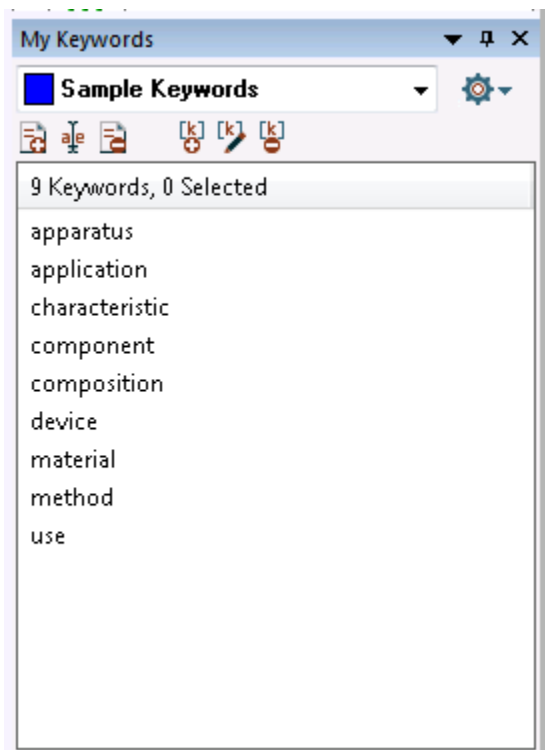 My Keywords
Sample Keywords
a e
[k] [k] [k]
9 Keywords, 0 Selected
apparatus
application
characteristic
component
composition
device
material
method
use